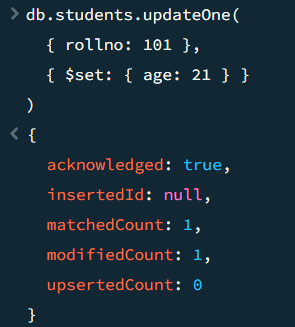 > db.students.updateOne(
{ rollno: 101 },
{ $set: { age: 21 } }
)
< {
acknowledged: true,
insertedId: null,
matchedCount: 1,
modifiedCount: 1,
upsertedCount: 0
}